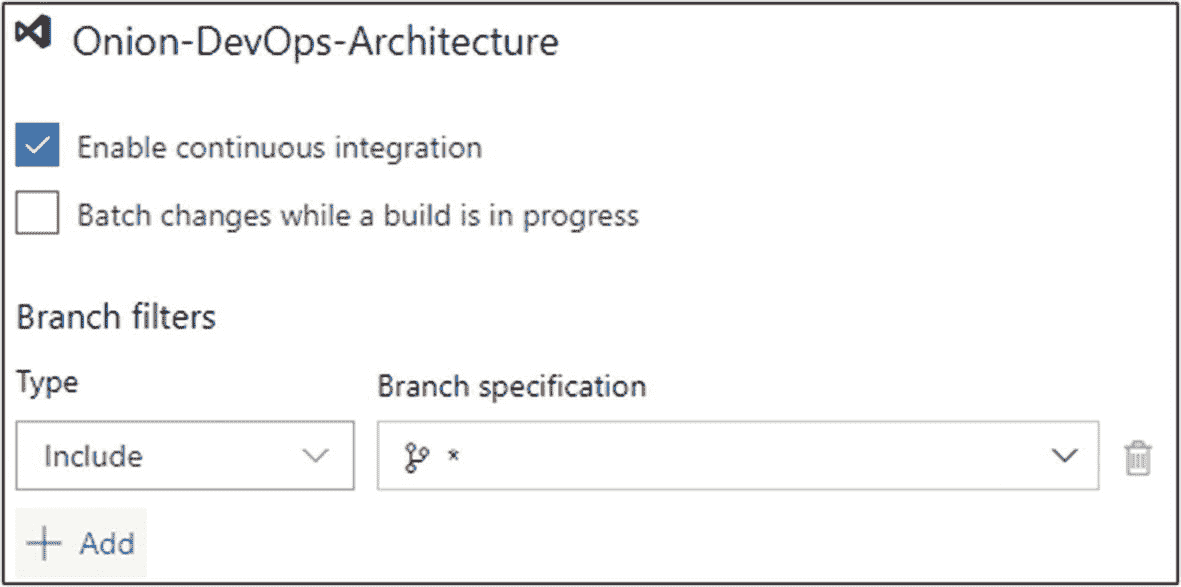 Onion-DevOps-Architecture
Enable continuous integration
Batch changes while a build is in progress
Branch filters
Type
Branch specification
Include
*
+ Add